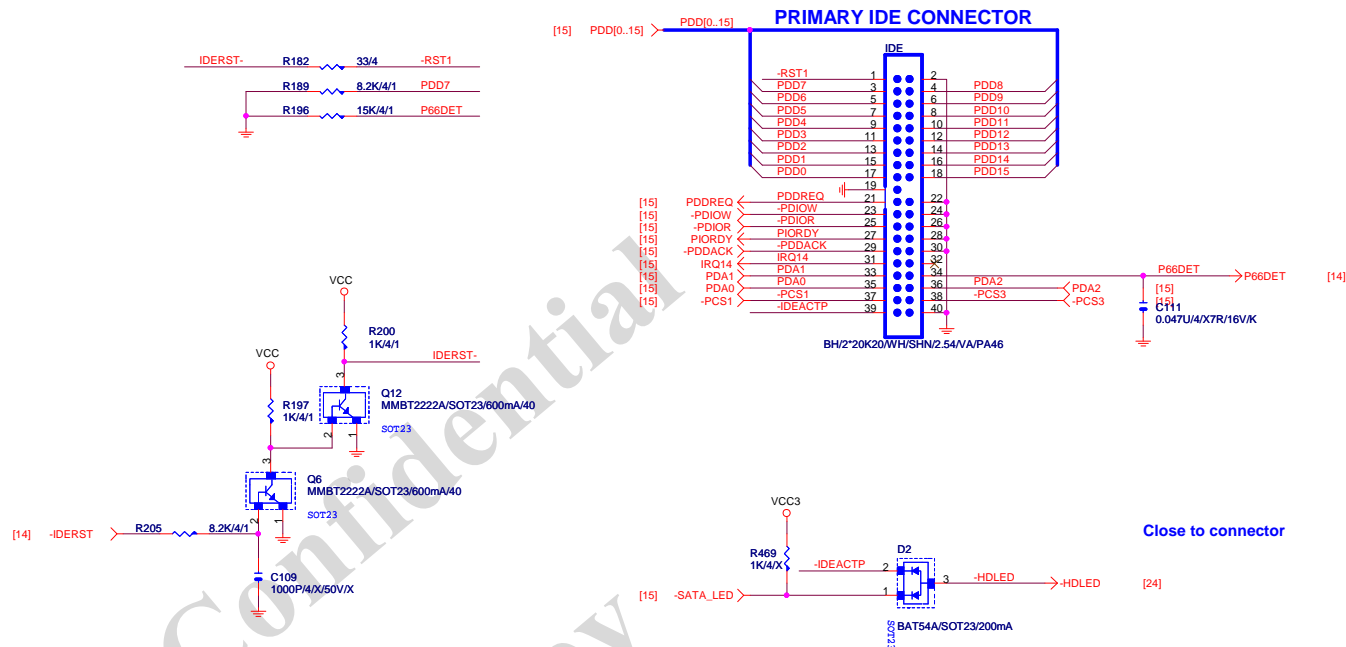 PRIMARY IDE CONNECTOR
[15] PDD[0..15] PDD[0..15]
IDE
IDERST- R182 33/4 -RST1
R189 8.2K/4/1 PDD7
R196 15K/4/1 P66DET
-RST1 1 2
PDD7 3 4 PDD8
PDD6 5 6 PDD9
PDD5 7 8 PDD10
PDD4 9 10 PDD11
PDD3 11 12 PDD12
PDD2 13 14 PDD13
PDD1 15 16 PDD14
PDD0 17 18 PDD15
19
[15] PDDREQ PDDREQ 21 22
[15] -PDIOW -PDIOW 23 24
[15] -PDIOR -PDIOR 25 26
[15] PIORDY PIORDY 27 28
[15] -PDDACK -PDDACK 29 30
[15] IRQ14 IRQ14 31 32
[15] PDA1 PDA1 33 34 P66DET P66DET [14]
[15] PDA0 PDA0 35 36 PDA2 PDA2 [15]
[15] -PCS1 -PCS1 37 38 -PCS3 -PCS3 [15]
-IDEACTP 39 40
C111
0.047U/4/X7R/16V/K
BH/2*20K20/WH/SHN/2.54/VA/PA46
VCC
R200
1K/4/1
IDERST-
VCC
3
Q12
MMBT2222A/SOT23/600mA/40
SOT23
R197
1K/4/1
2 1
3
Q6
MMBT2222A/SOT23/600mA/40
SOT23
2 1
[14] -IDERST R205 8.2K/4/1
C109
1000P/4/X/50V/X
VCC3
R469
1K/4/X
Close to connector
D2
-IDEACTP 2
3 -HDLED -HDLED [24]
[15] -SATA_LED 1
BAT54A/SOT23/200mA
SOT23
Confidential